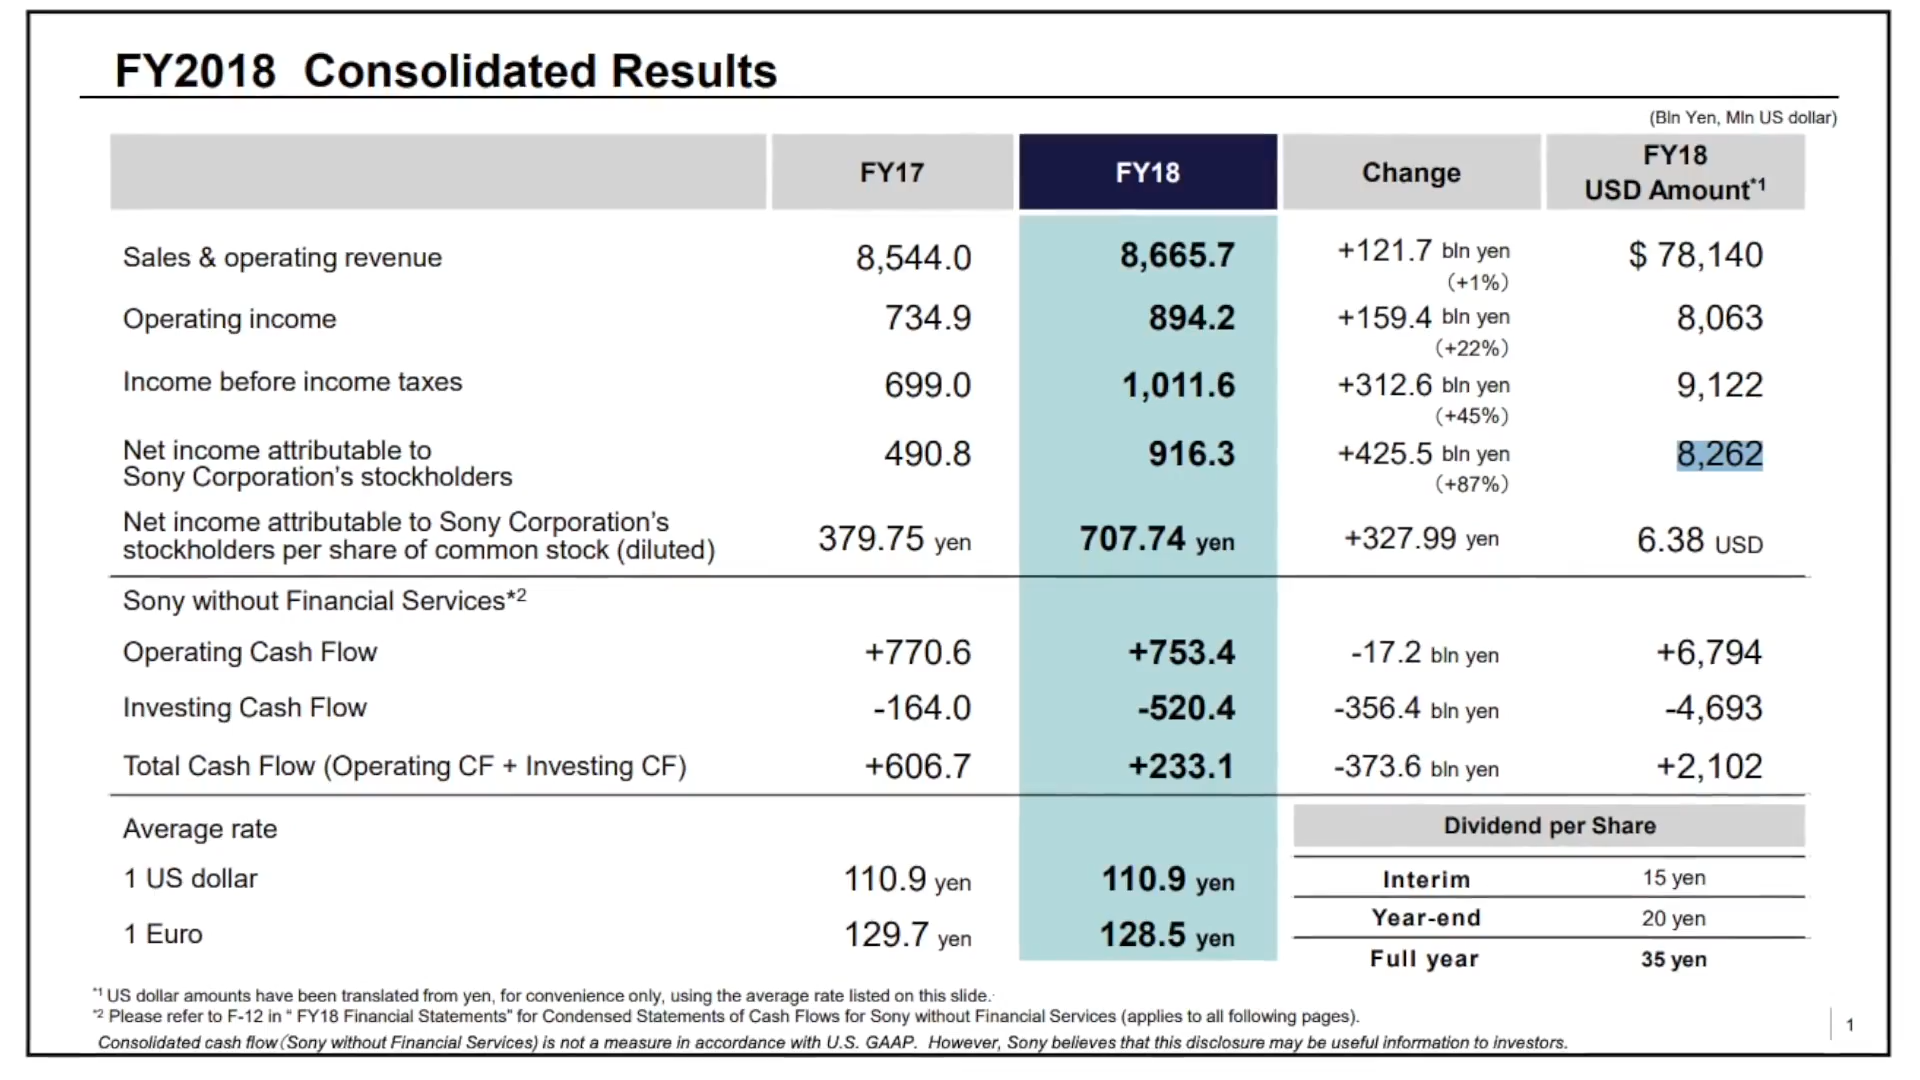 FY2018 Consolidated Results
(Bln Yen, Mln US dollar)
FY17 FY18 Change FY18 USD Amount*1
Sales & operating revenue 8,544.0 8,665.7 +121.7 bln yen $ 78,140
(+1%)
Operating income 734.9 894.2 +159.4 bln yen 8,063
(+22%)
Income before income taxes 699.0 1,011.6 +312.6 bln yen 9,122
(+45%)
Net income attributable to
Sony Corporation's stockholders 490.8 916.3 +425.5 bln yen 8,262
(+87%)
Net income attributable to Sony Corporation's
stockholders per share of common stock (diluted) 379.75 yen 707.74 yen +327.99 yen 6.38 USD
Sony without Financial Services*2
Operating Cash Flow +770.6 +753.4 -17.2 bln yen +6,794
Investing Cash Flow -164.0 -520.4 -356.4 bln yen -4,693
Total Cash Flow (Operating CF + Investing CF) +606.7 +233.1 -373.6 bln yen +2,102
Average rate
1 US dollar 110.9 yen 110.9 yen
1 Euro 129.7 yen 128.5 yen
Dividend per Share
Interim 15 yen
Year-end 20 yen
Full year 35 yen
*1 US dollar amounts have been translated from yen, for convenience only, using the average rate listed on this slide.
*2 Please refer to F-12 in " FY18 Financial Statements" for Condensed Statements of Cash Flows for Sony without Financial Services (applies to all following pages).
Consolidated cash flow (Sony without Financial Services) is not a measure in accordance with U.S. GAAP. However, Sony believes that this disclosure may be useful information to investors.
1